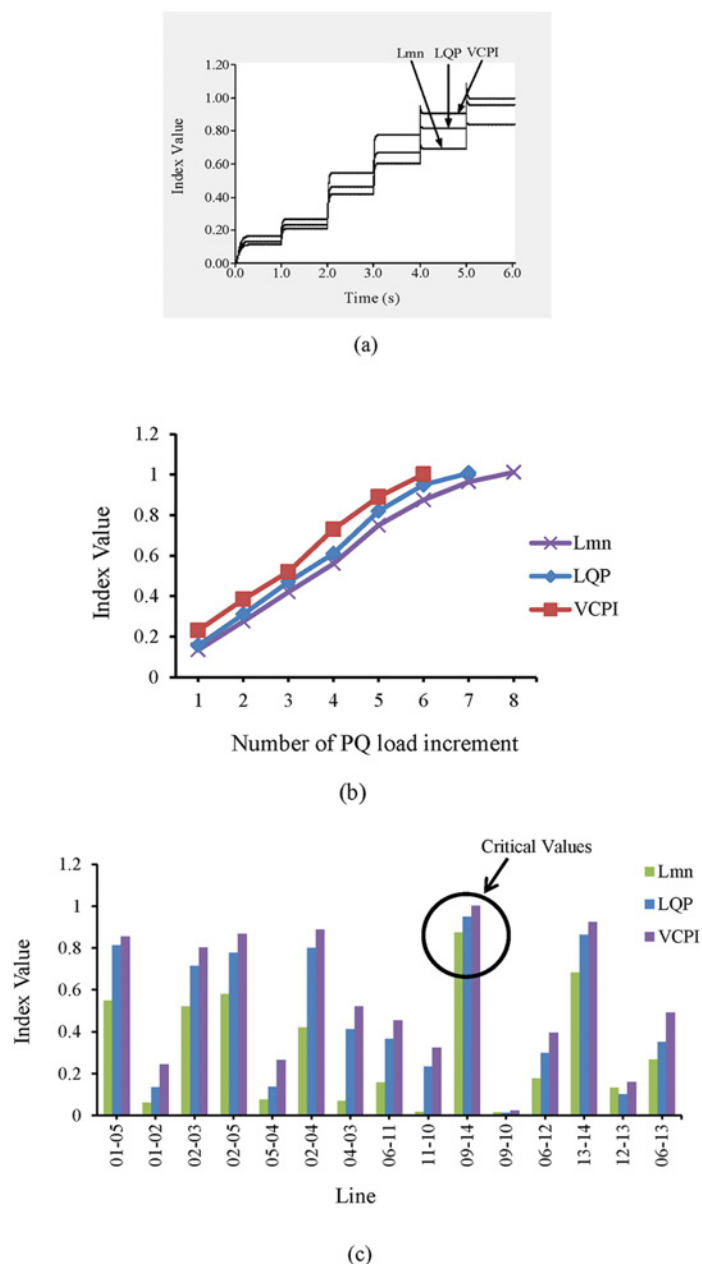 Lmn LQP VCPI
1.20
1.00
0.80
0.60
0.40
0.20
0.00
Index Value
0.0 1.0 2.0 3.0 4.0 5.0 6.0
Time (s)
(a)
1.2
1
0.8
0.6
0.4
0.2
0
Index Value
1 2 3 4 5 6 7 8
Number of PQ load increment
Lmn
LQP
VCPI
(b)
Critical Values
1.2
1
0.8
0.6
0.4
0.2
0
Index Value
Lmn
LQP
VCPI
01-05 01-02 02-03 02-05 05-04 02-04 04-03 06-11 11-10 09-14 09-10 06-12 13-14 12-13 06-13
Line
(c)